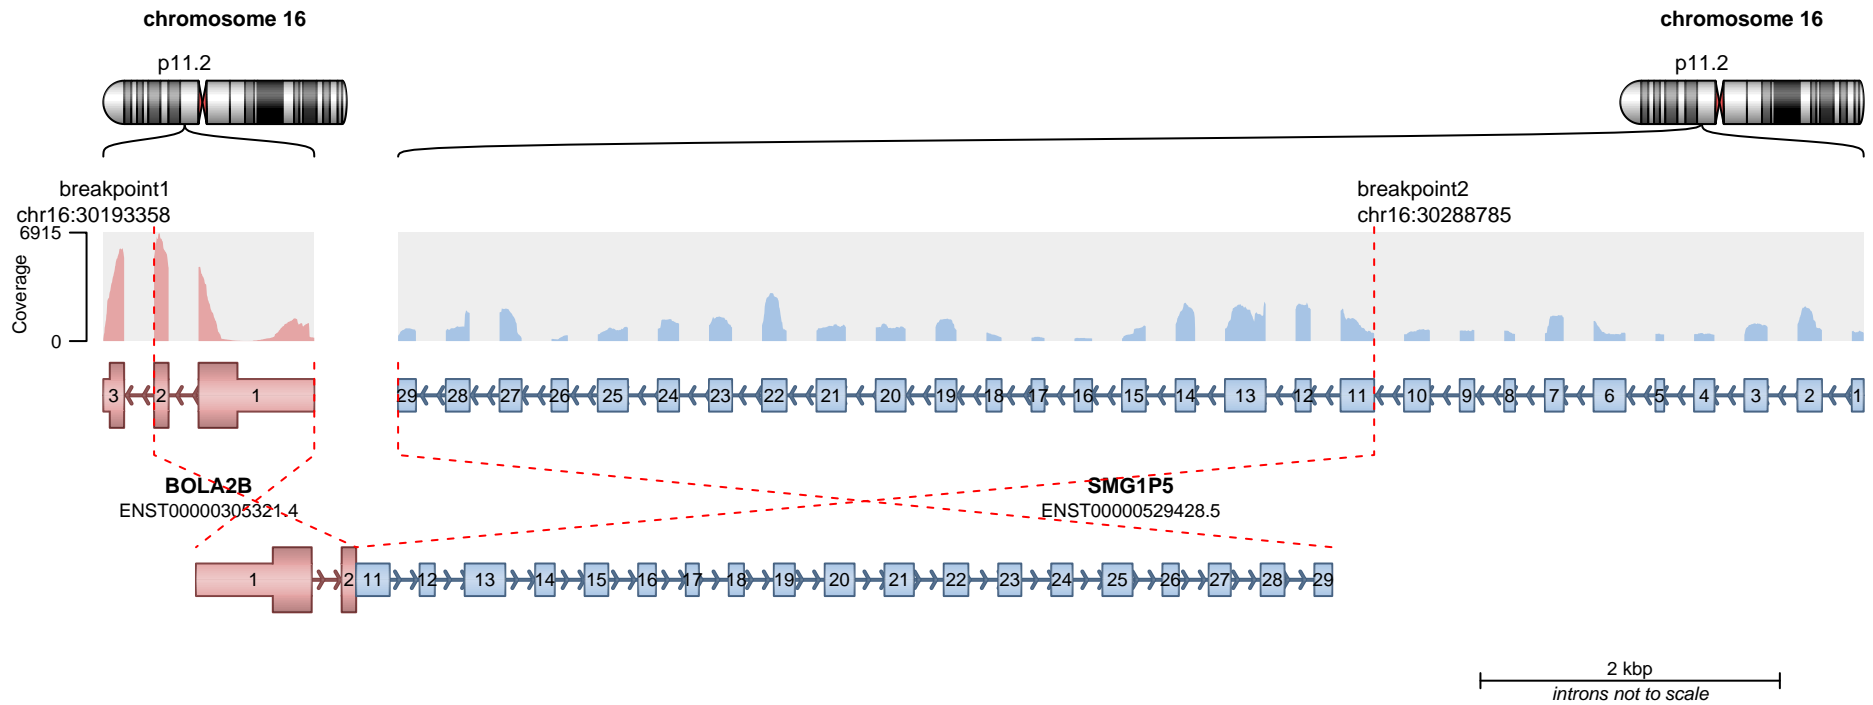 chromosome 16
chromosome 16
p11.2
p11.2
breakpoint1
chr16:30193358
breakpoint2
chr16:30288785
6915
Coverage
0
3 2 1
29 28 27 26 25 24 23 22 21 20 19 18 17 16 15 14 13 12 11 10 9 8 7 6 5 4 3 2 1
BOLA2B
ENST00000305321.4
SMG1P5
ENST00000529428.5
1 2 11 12 13 14 15 16 17 18 19 20 21 22 23 24 25 26 27 28 29
2 kbp
introns not to scale